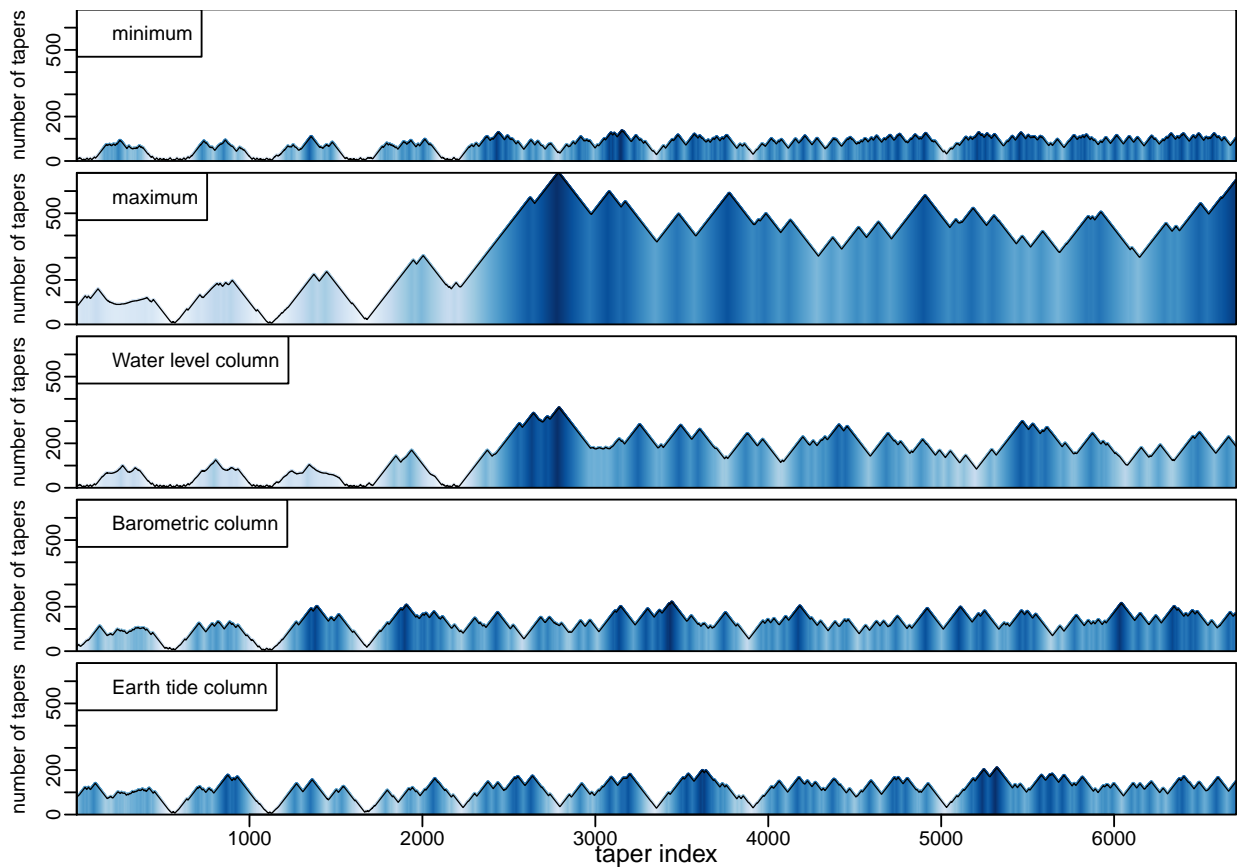 minimum
number of tapers
0 200 500
maximum
number of tapers
0 200 500
Water level column
number of tapers
0 200 500
Barometric column
number of tapers
0 200 500
Earth tide column
number of tapers
0 200 500
1000 2000 3000 4000 5000 6000
taper index